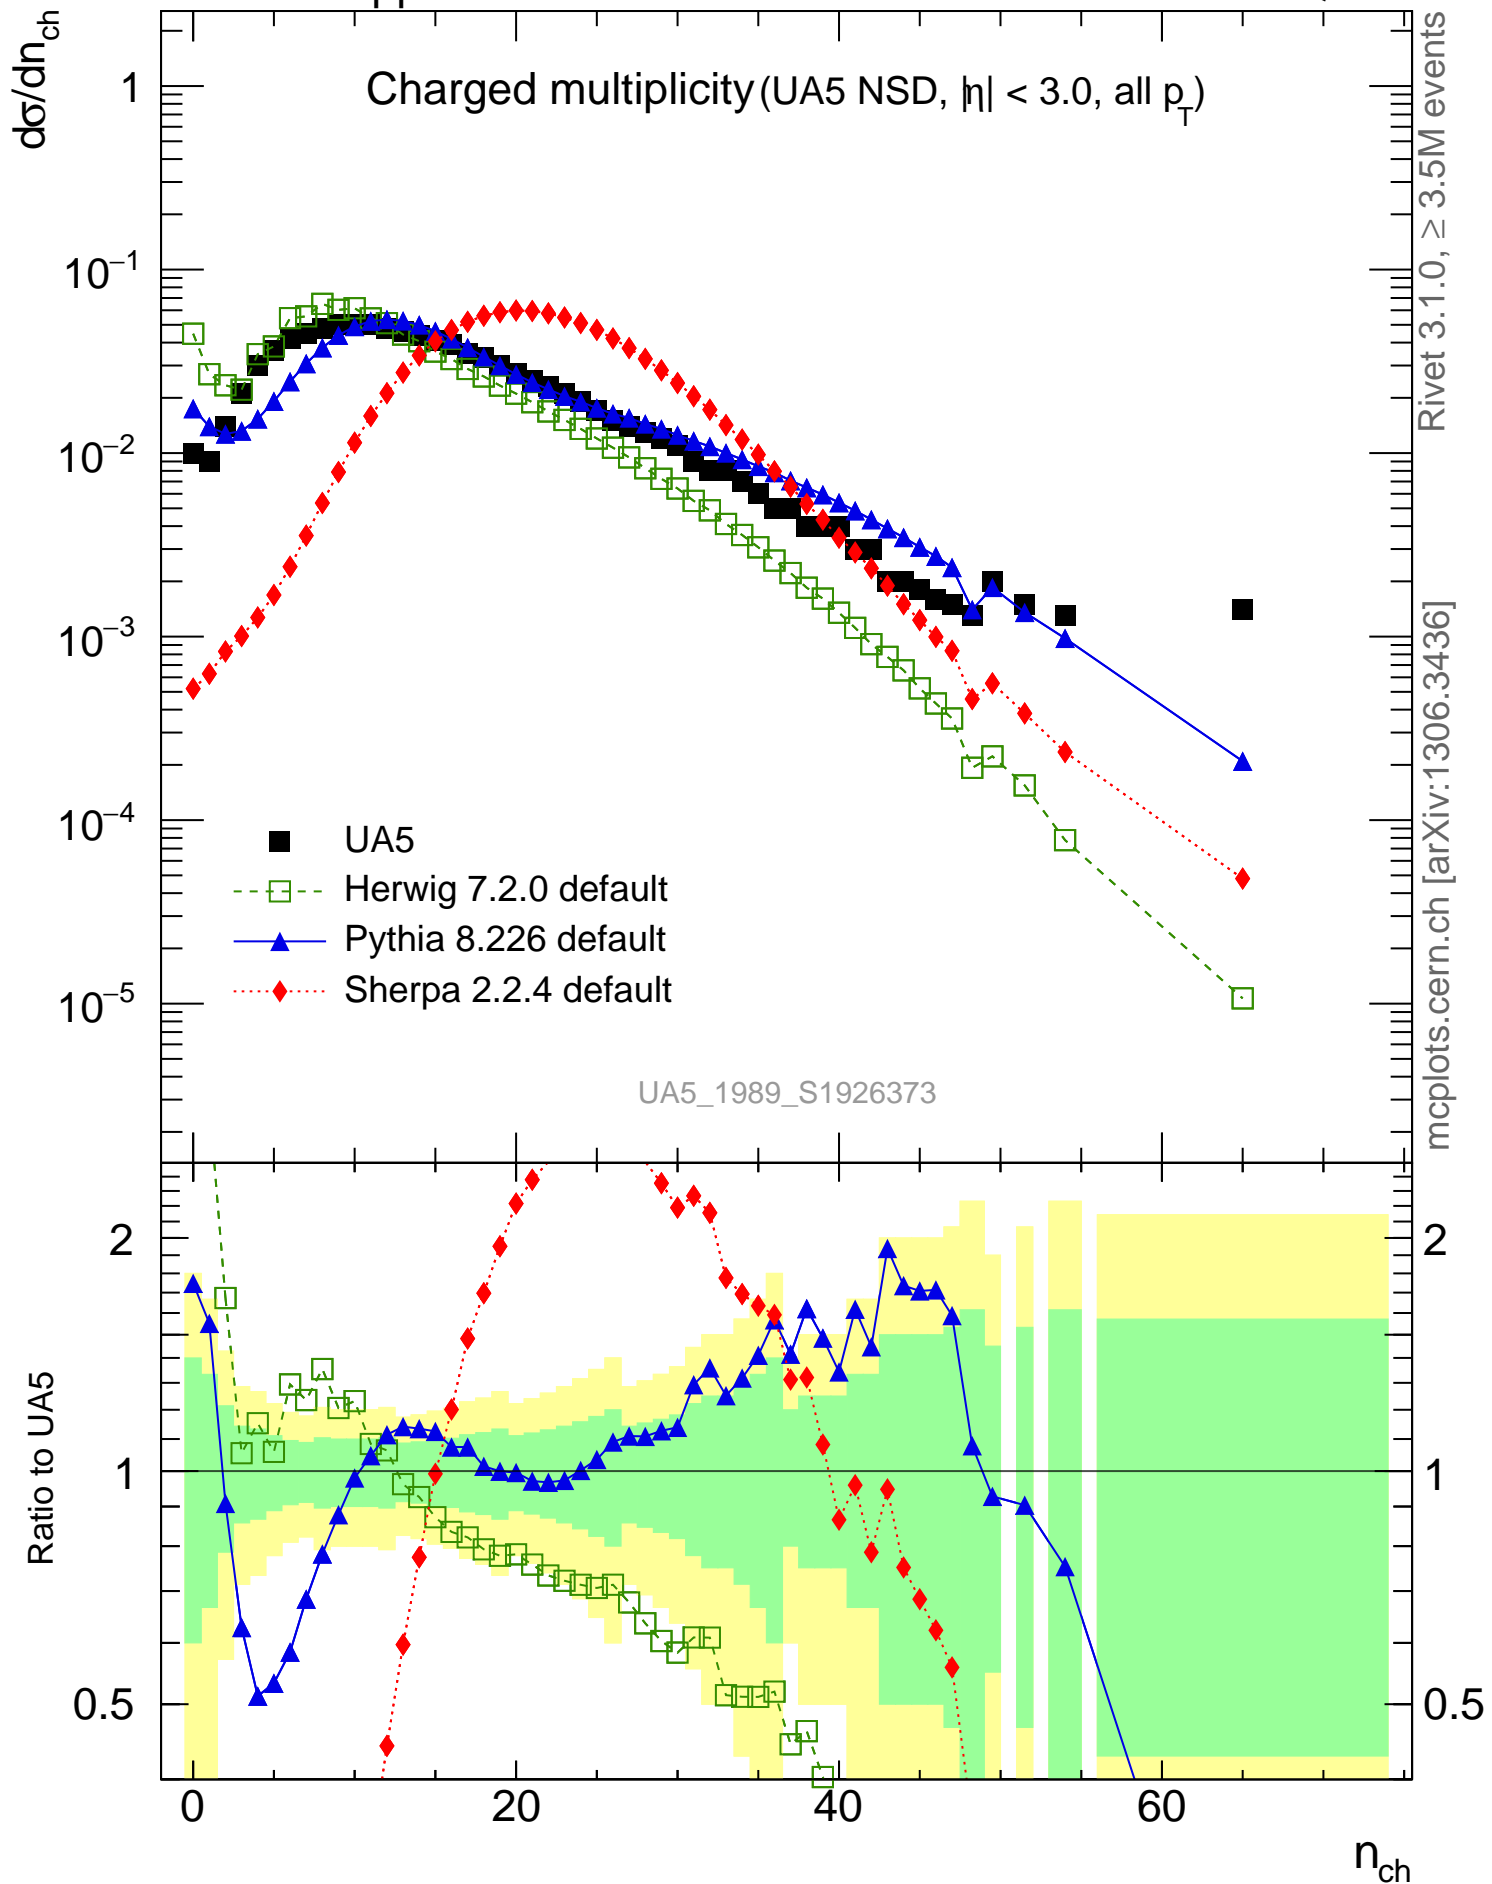 pp
dσ/dn_ch
Charged multiplicity (UA5 NSD, |η| < 3.0, all p_T)
1
10⁻¹
10⁻²
10⁻³
10⁻⁴
10⁻⁵
UA5
Herwig 7.2.0 default
Pythia 8.226 default
Sherpa 2.2.4 default
UA5_1989_S1926373
Rivet 3.1.0, ≥ 3.5M events
mcplots.cern.ch [arXiv:1306.3436]
Ratio to UA5
2
1
0.5
2
1
0.5
0 20 40 60
n_ch